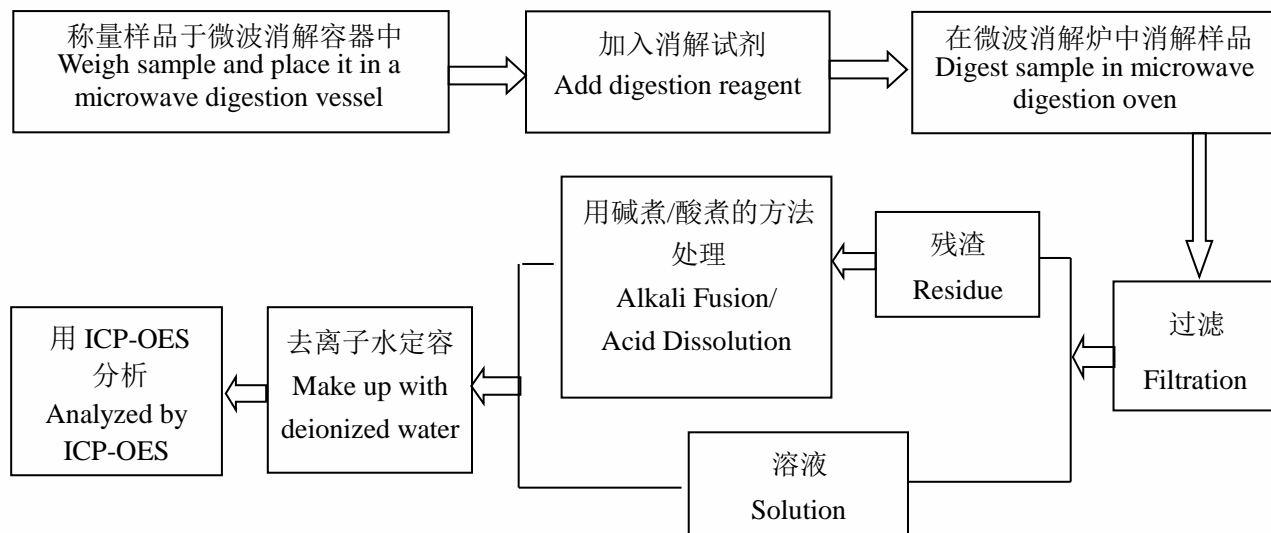 称量样品于微波消解容器中
Weigh sample and place it in a
microwave digestion vessel
加入消解试剂
Add digestion reagent
在微波消解炉中消解样品
Digest sample in microwave
digestion oven
过滤
Filtration
残渣
Residue
用碱煮/酸煮的方法
处理
Alkali Fusion/
Acid Dissolution
溶液
Solution
去离子水定容
Make up with
deionized water
用 ICP-OES
分析
Analyzed by
ICP-OES